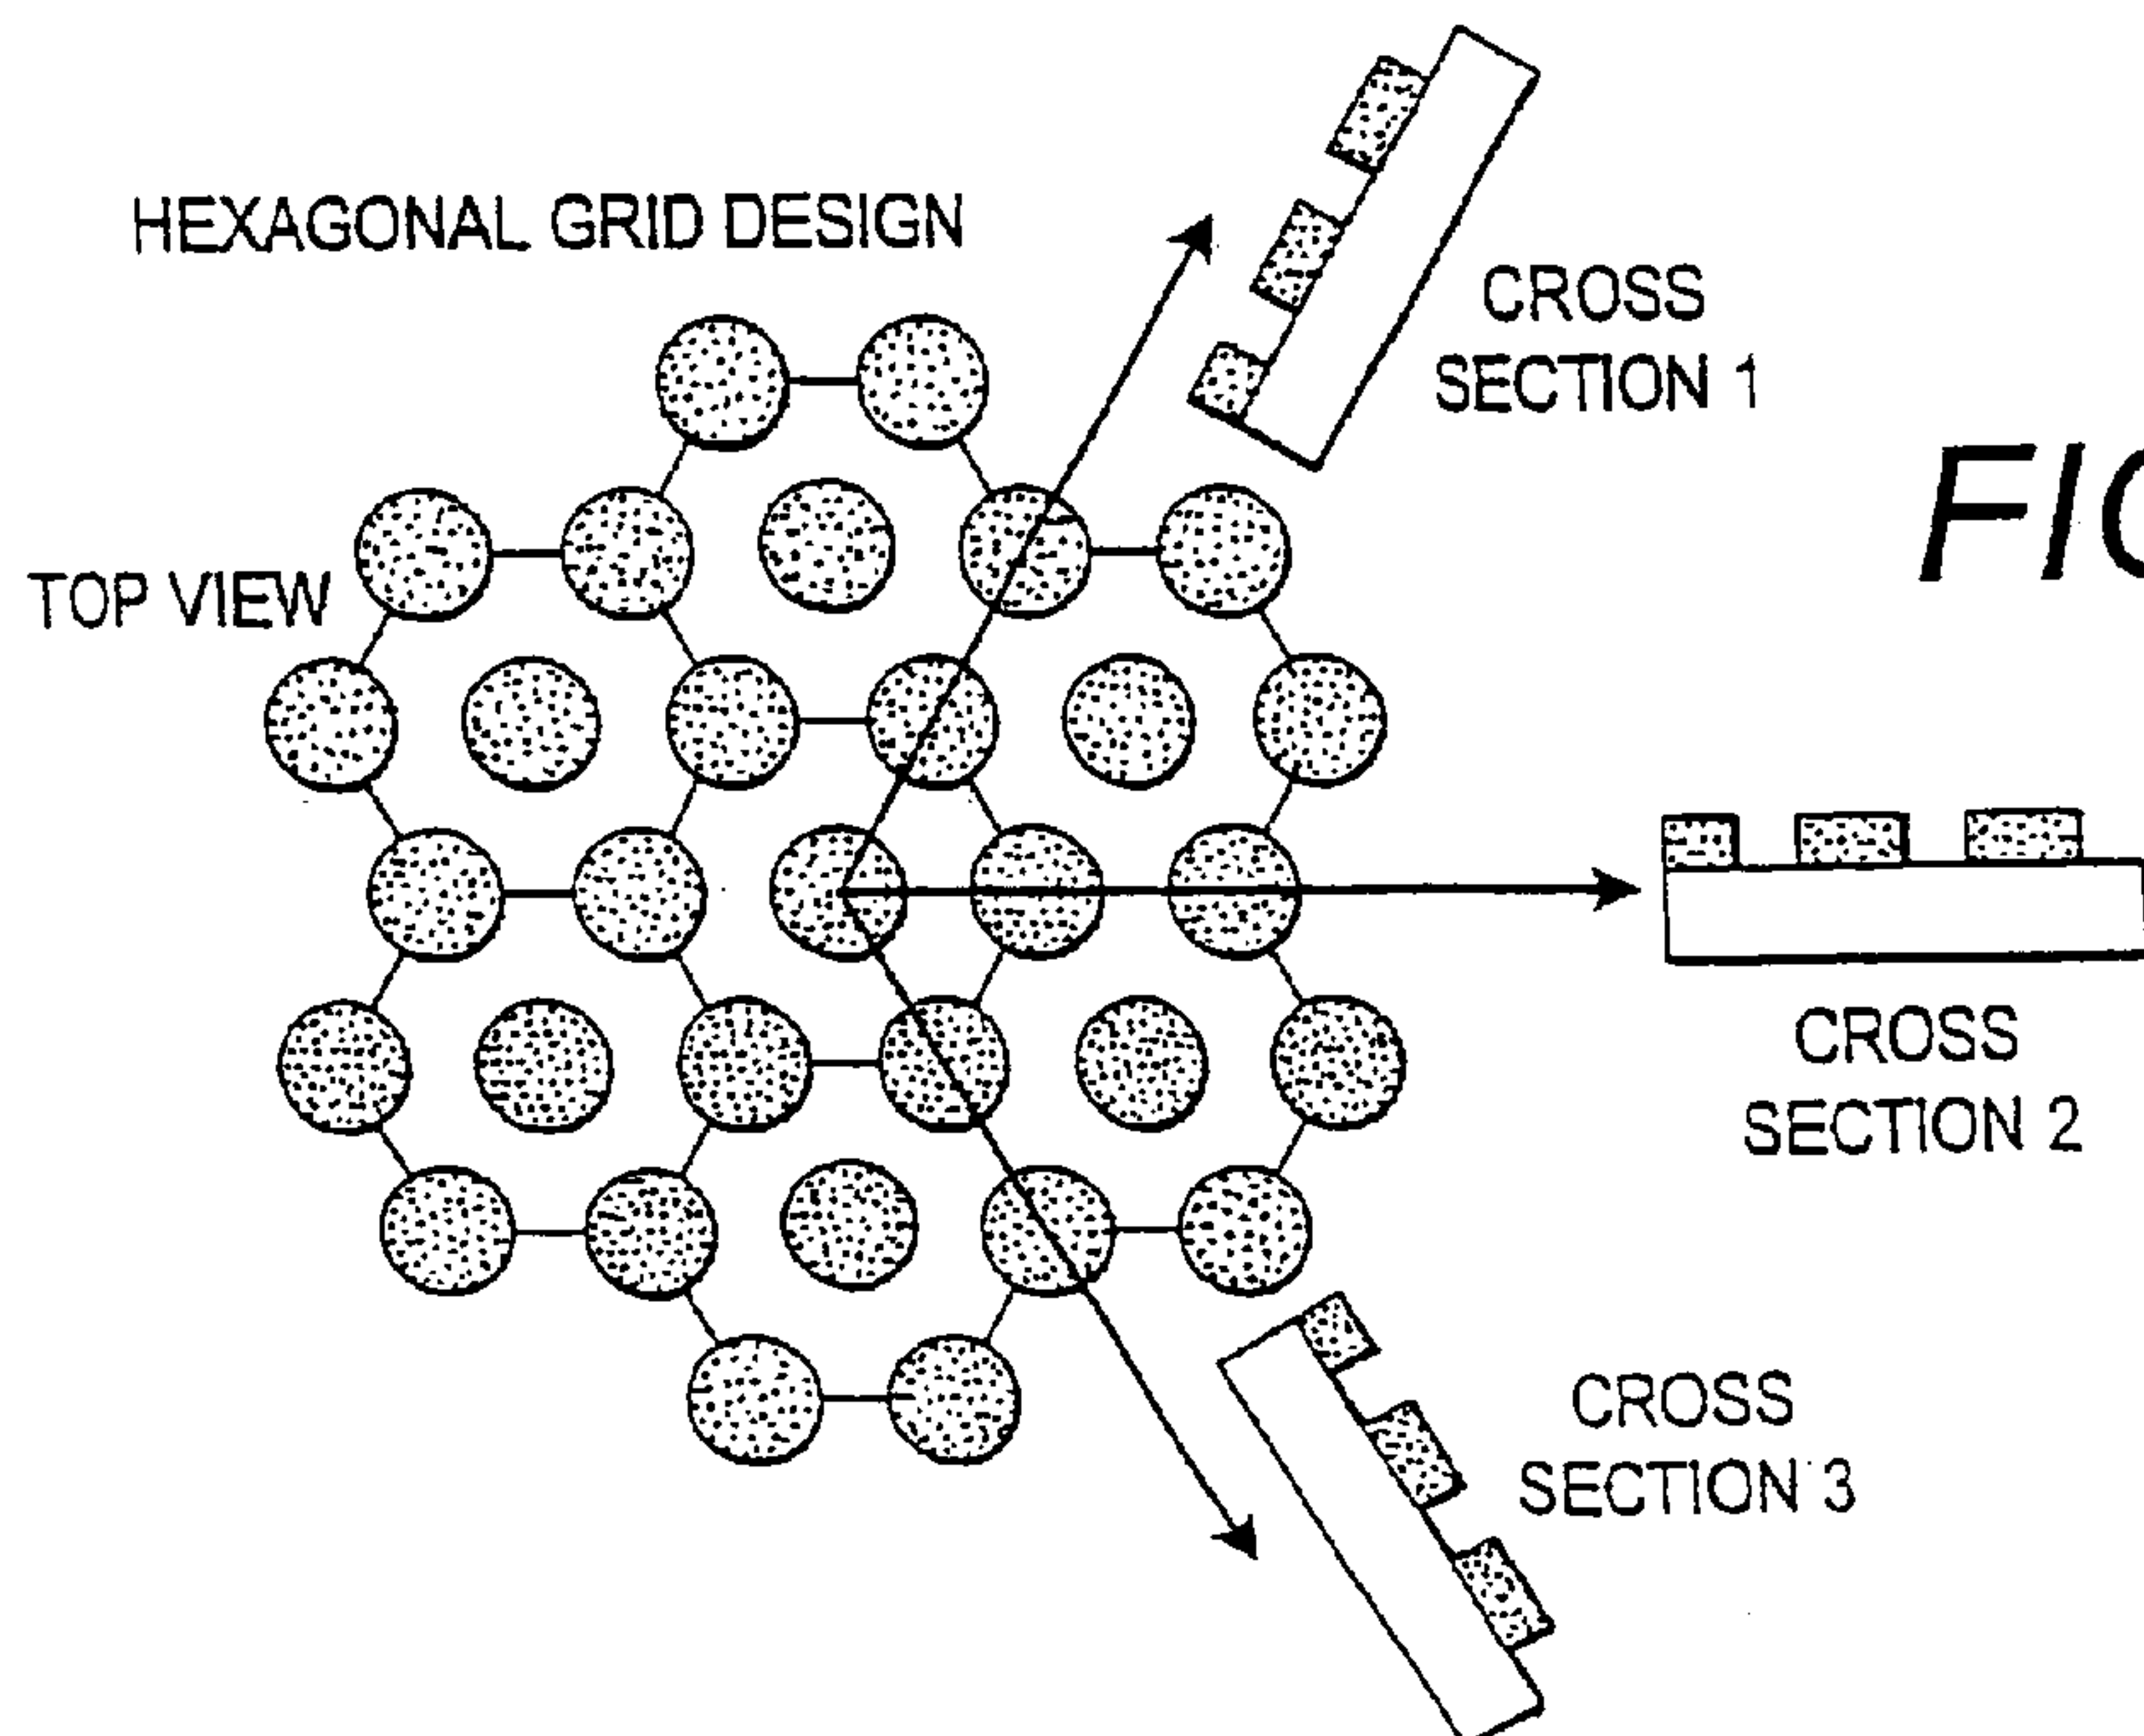 HEXAGONAL GRID DESIGN
TOP VIEW
CROSS
SECTION 1
CROSS
SECTION 2
CROSS
SECTION 3